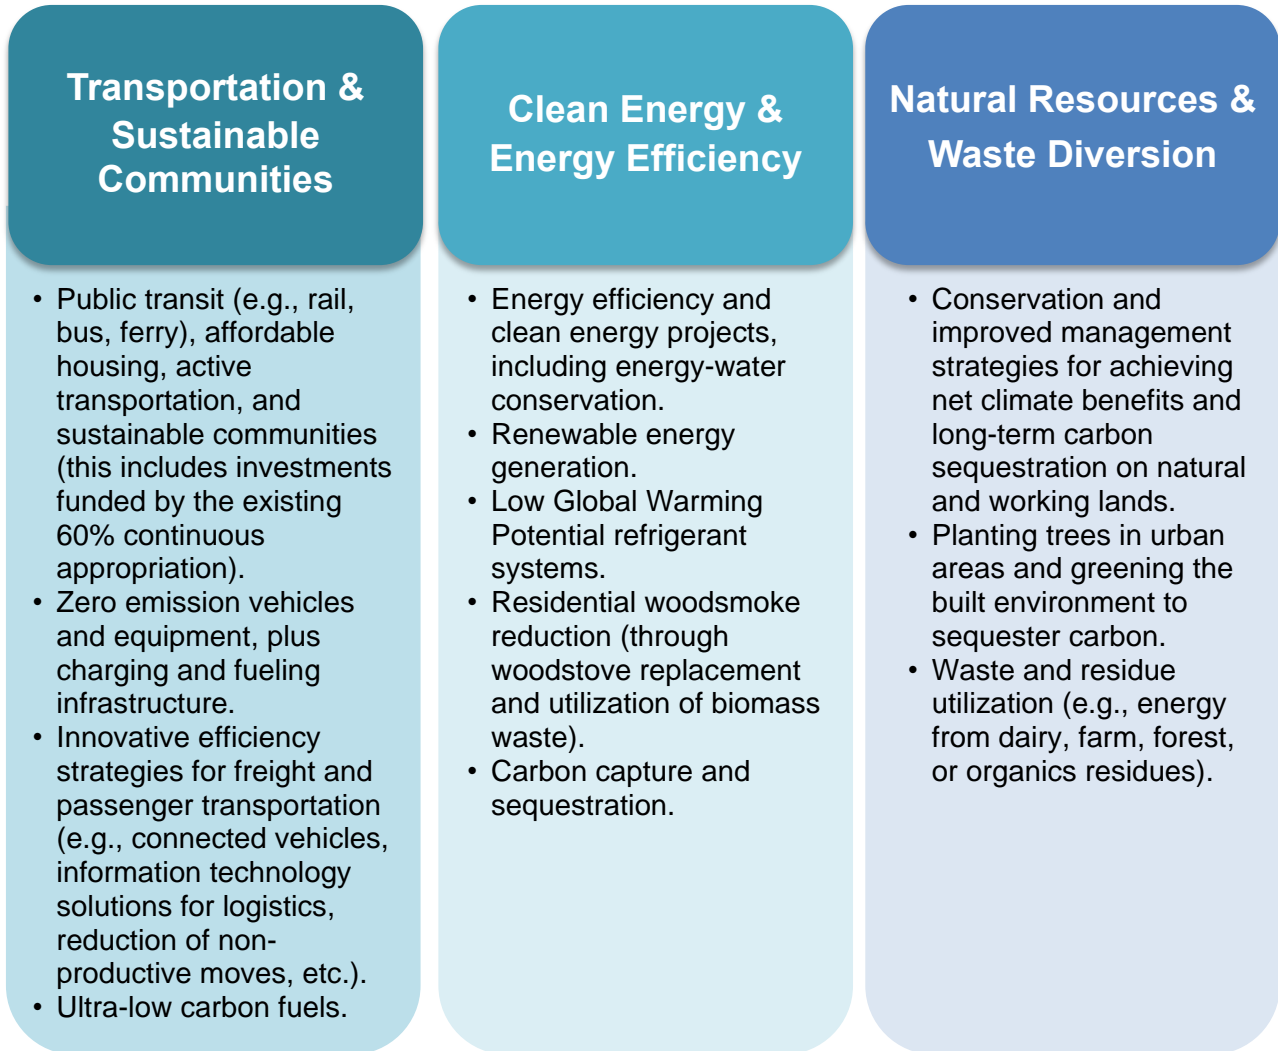 Transportation &
Sustainable
Communities
• Public transit (e.g., rail,
bus, ferry), affordable
housing, active
transportation, and
sustainable communities
(this includes investments
funded by the existing
60% continuous
appropriation).
• Zero emission vehicles
and equipment, plus
charging and fueling
infrastructure.
• Innovative efficiency
strategies for freight and
passenger transportation
(e.g., connected vehicles,
information technology
solutions for logistics,
reduction of non-
productive moves, etc.).
• Ultra-low carbon fuels.
Clean Energy &
Energy Efficiency
• Energy efficiency and
clean energy projects,
including energy-water
conservation.
• Renewable energy
generation.
• Low Global Warming
Potential refrigerant
systems.
• Residential woodsmoke
reduction (through
woodstove replacement
and utilization of biomass
waste).
• Carbon capture and
sequestration.
Natural Resources &
Waste Diversion
• Conservation and
improved management
strategies for achieving
net climate benefits and
long-term carbon
sequestration on natural
and working lands.
• Planting trees in urban
areas and greening the
built environment to
sequester carbon.
• Waste and residue
utilization (e.g., energy
from dairy, farm, forest,
or organics residues).